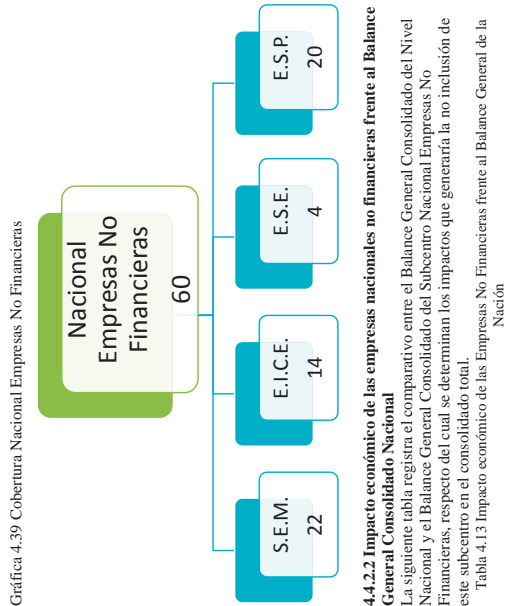 Gráfica 4.39 Cobertura Nacional Empresas No Financieras
Nacional
Empresas No
Financieras
60
S.E.M.
22
E.I.C.E.
14
E.S.E.
4
E.S.P.
20
4.4.2.2 Impacto económico de las empresas nacionales no financieras frente al Balance
General Consolidado Nacional
La siguiente tabla registra el comparativo entre el Balance General Consolidado del Nivel
Nacional y el Balance General Consolidado del Subcentro Nacional Empresas No
Financieras, respecto del cual se determinan los impactos que generaría la no inclusión de
este subcentro en el consolidado total.
Tabla 4.13 Impacto económico de las Empresas No Financieras frente al Balance General de la
Nación